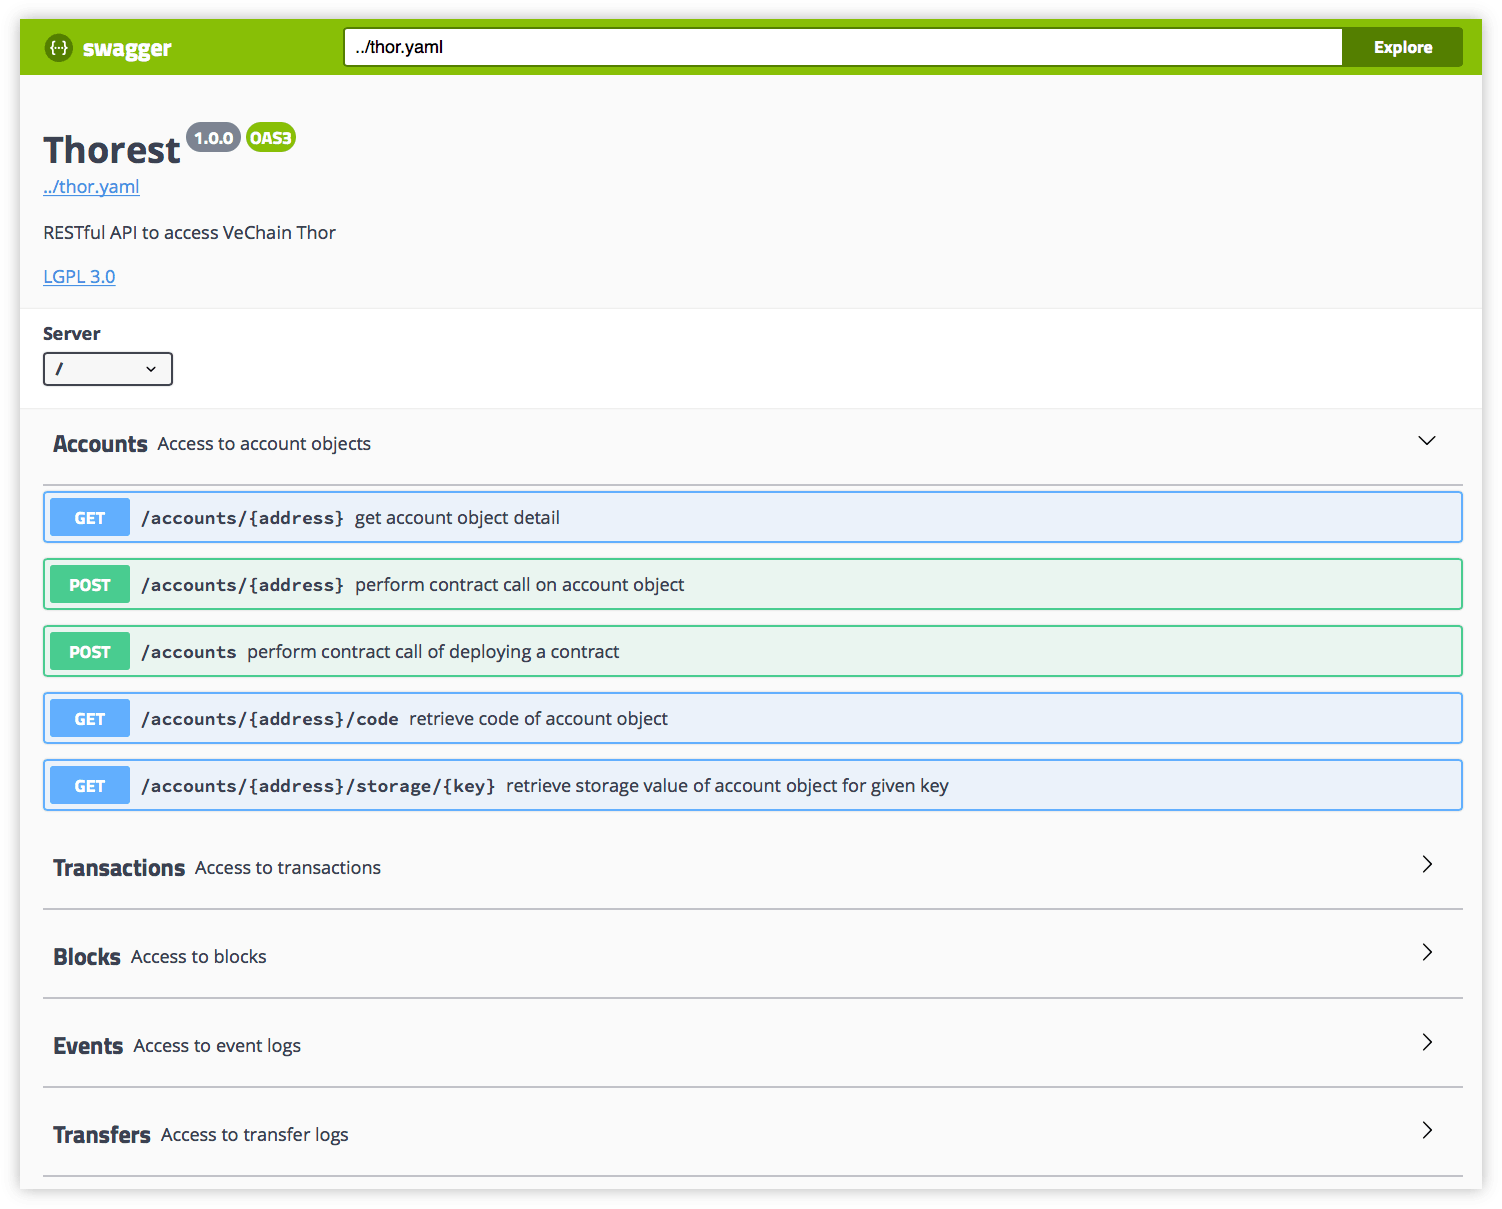 {··} swagger ../thor.yaml Explore
Thorest 1.0.0 OAS3
../thor.yaml
RESTful API to access VeChain Thor
LGPL 3.0
Server
/
Accounts Access to account objects
GET /accounts/{address} get account object detail
POST /accounts/{address} perform contract call on account object
POST /accounts perform contract call of deploying a contract
GET /accounts/{address}/code retrieve code of account object
GET /accounts/{address}/storage/{key} retrieve storage value of account object for given key
Transactions Access to transactions
Blocks Access to blocks
Events Access to event logs
Transfers Access to transfer logs